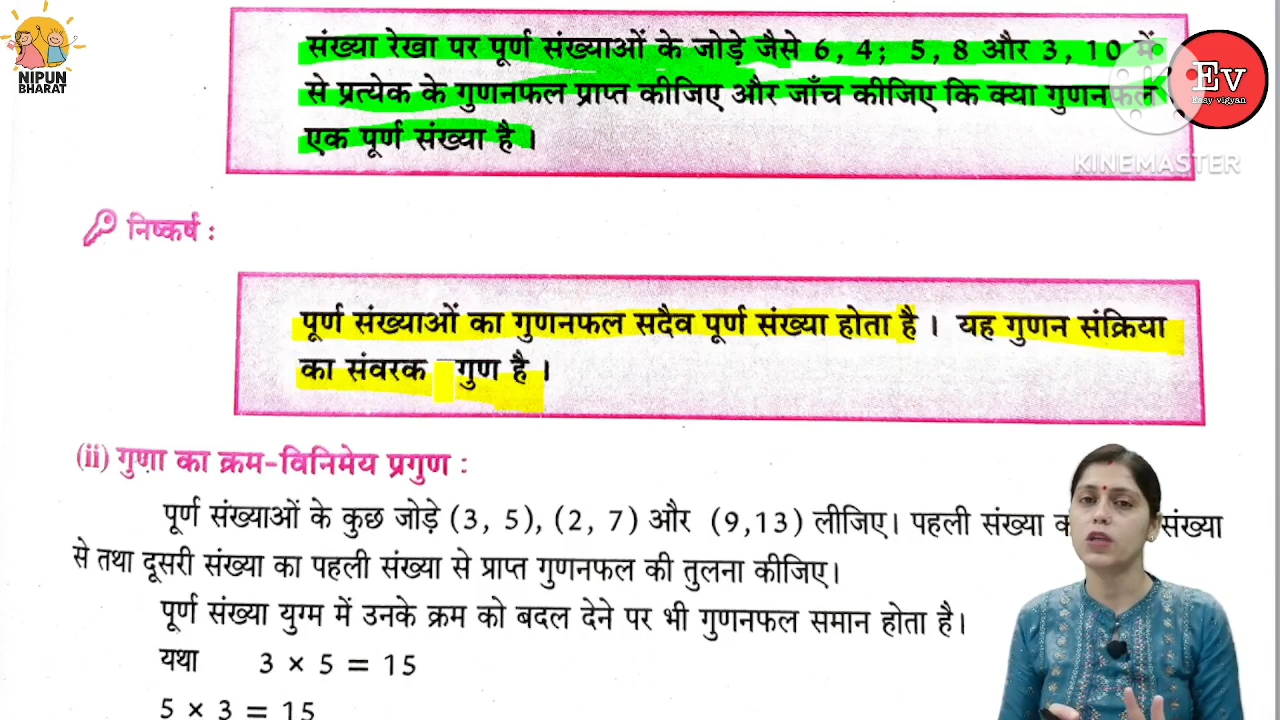 NIPUN
BHARAT
संख्या रेखा पर पूर्ण संख्याओं के जोड़े जैसे 6, 4; 5, 8 और 3, 10 में
से प्रत्येक के गुणनफल प्राप्त कीजिए और जाँच कीजिए कि क्या गुणनफल
एक पूर्ण संख्या है ।
Ev
Easy vigyan
KINEMASTER
निष्कर्ष :
पूर्ण संख्याओं का गुणनफल सदैव पूर्ण संख्या होता है । यह गुणन संक्रिया
का संवरक गुण है ।
(ii) गुणा का क्रम-विनिमेय प्रगुण :
पूर्ण संख्याओं के कुछ जोड़े (3, 5), (2, 7) और (9,13) लीजिए। पहली संख्या संख्या
से तथा दूसरी संख्या का पहली संख्या से प्राप्त गुणनफल की तुलना कीजिए।
पूर्ण संख्या युग्म में उनके क्रम को बदल देने पर भी गुणनफल समान होता है।
यथा 3 × 5 = 15
5 × 3 = 15